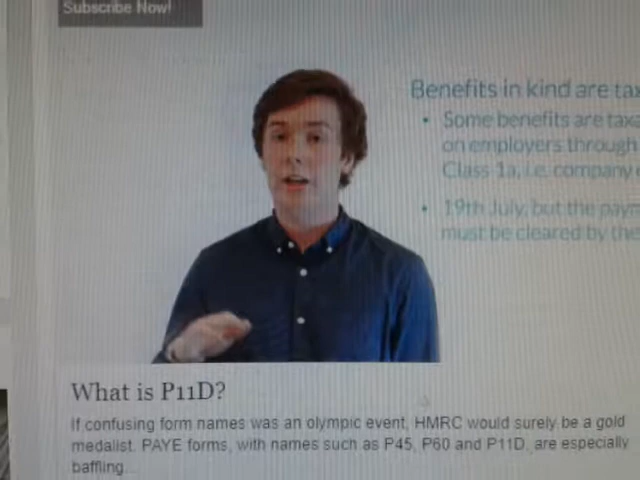 Subscribe Now!
Benefits in kind are tax
• Some benefits are taxa
on employers through
Class 1a, i.e. company
• 19th July, but the paym
must be cleared by the
What is P11D?
If confusing form names was an olympic event, HMRC would surely be a gold
medalist. PAYE forms, with names such as P45, P60 and P11D, are especially
baffling...